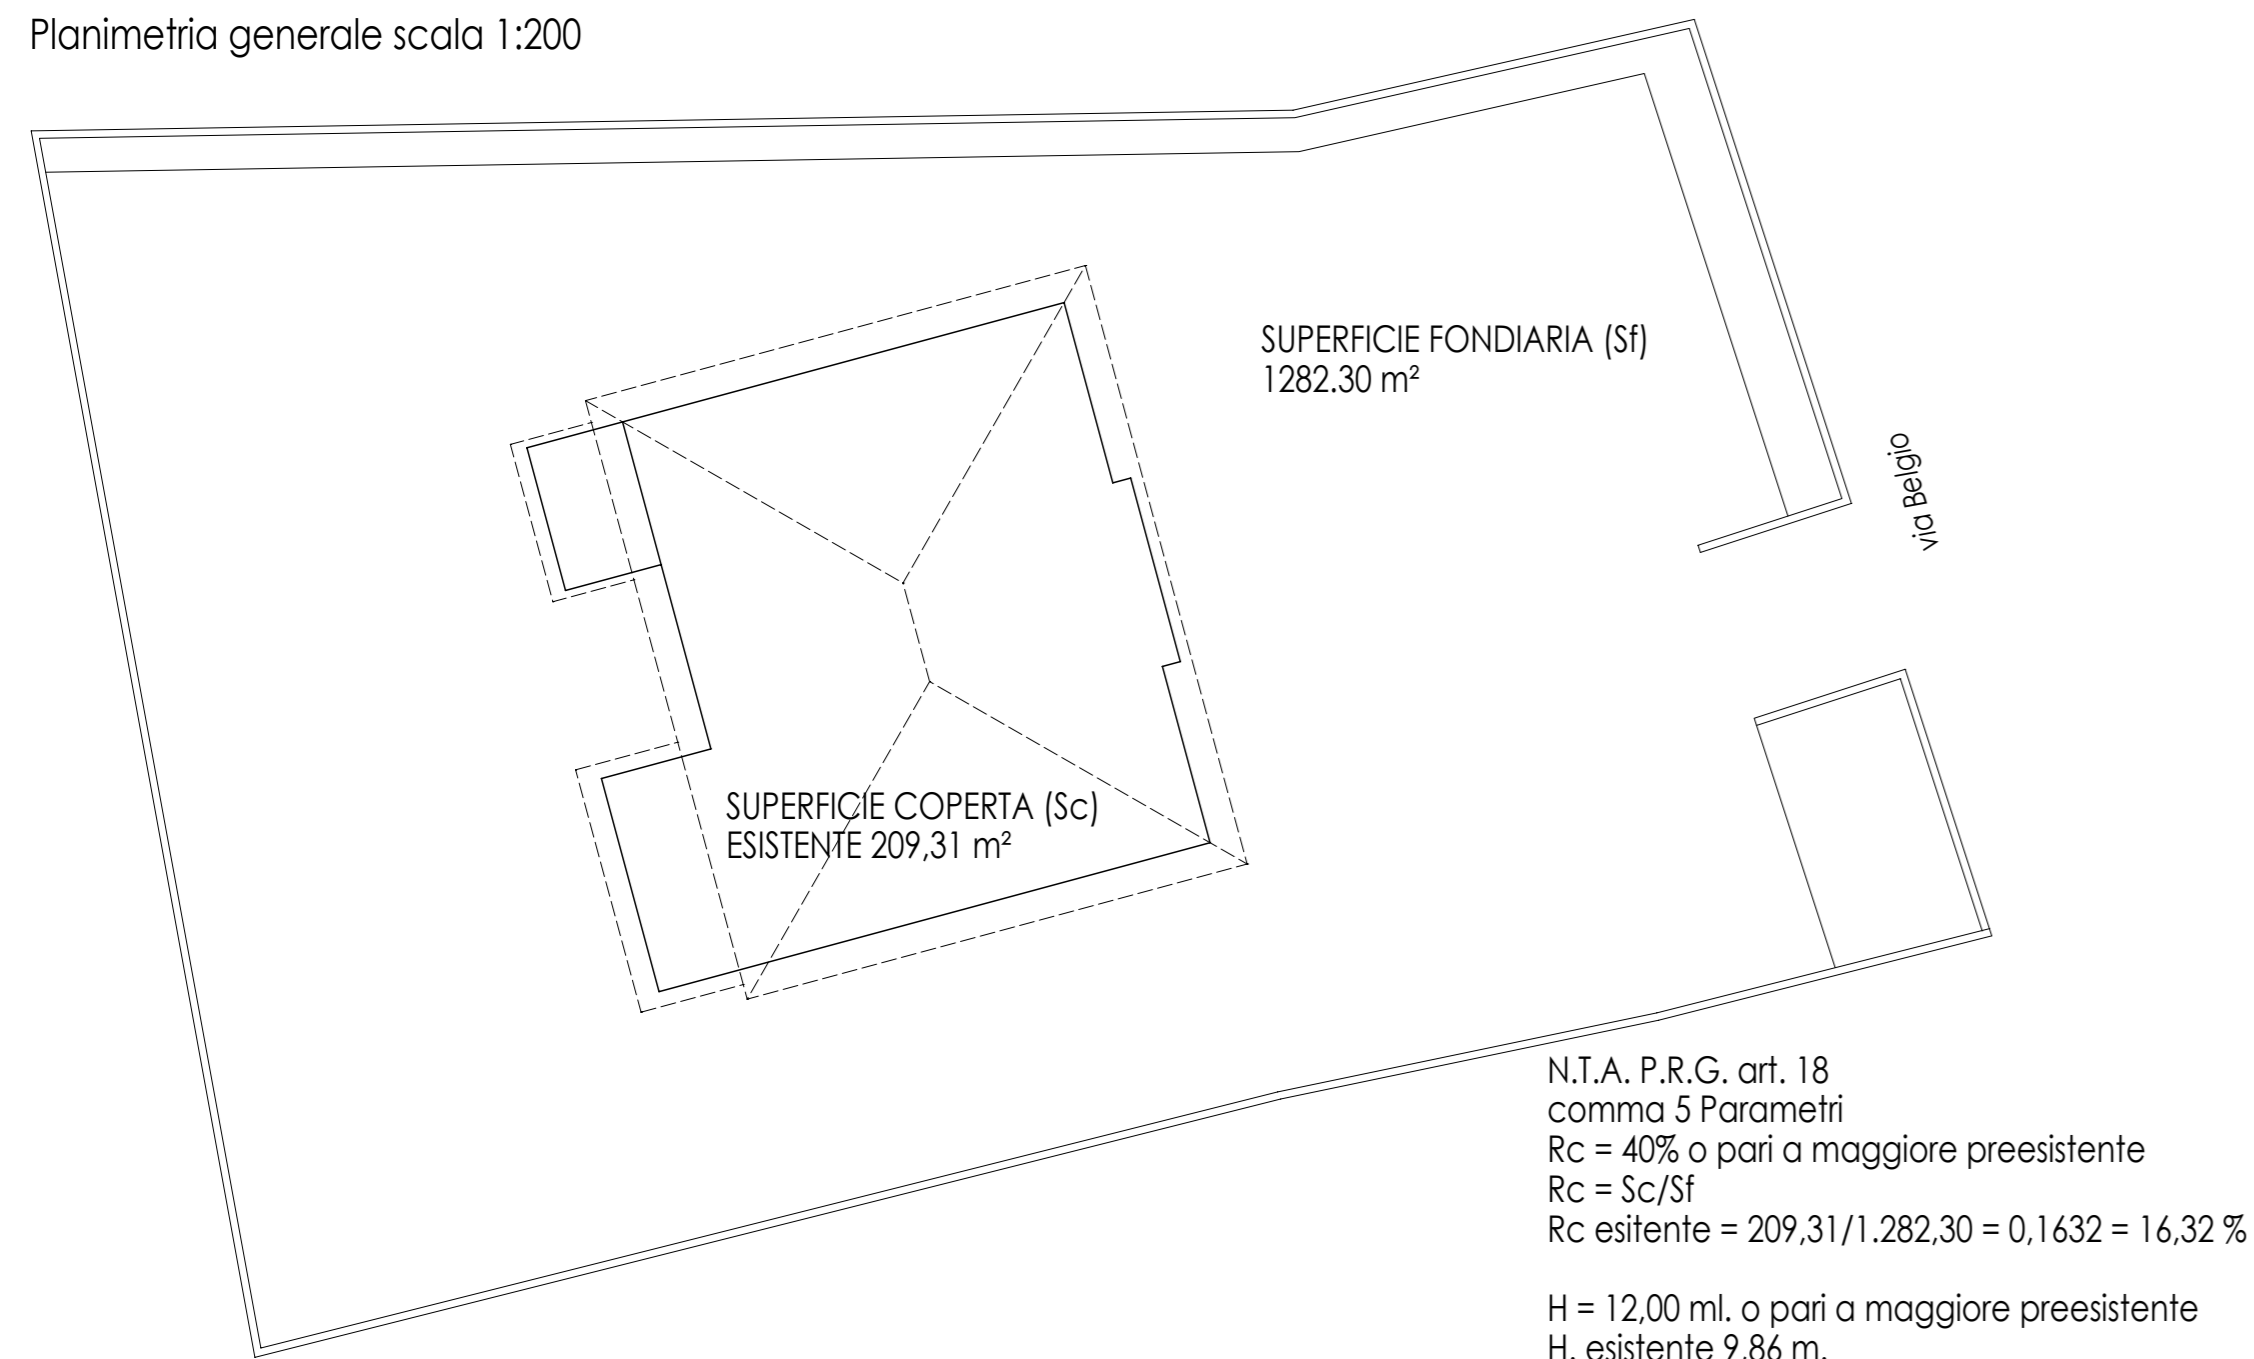 Planimetria generale scala 1:200
SUPERFICIE FONDIARIA (Sf)
1282.30 m²
via Belgio
SUPERFICIE COPERTA (Sc)
ESISTENTE 209,31 m²
N.T.A. P.R.G. art. 18
comma 5 Parametri
Rc = 40% o pari a maggiore preesistente
Rc = Sc/Sf
Rc esitente = 209,31/1.282,30 = 0,1632 = 16,32 %
H = 12,00 ml. o pari a maggiore preesistente
H. esistente 9,86 m.